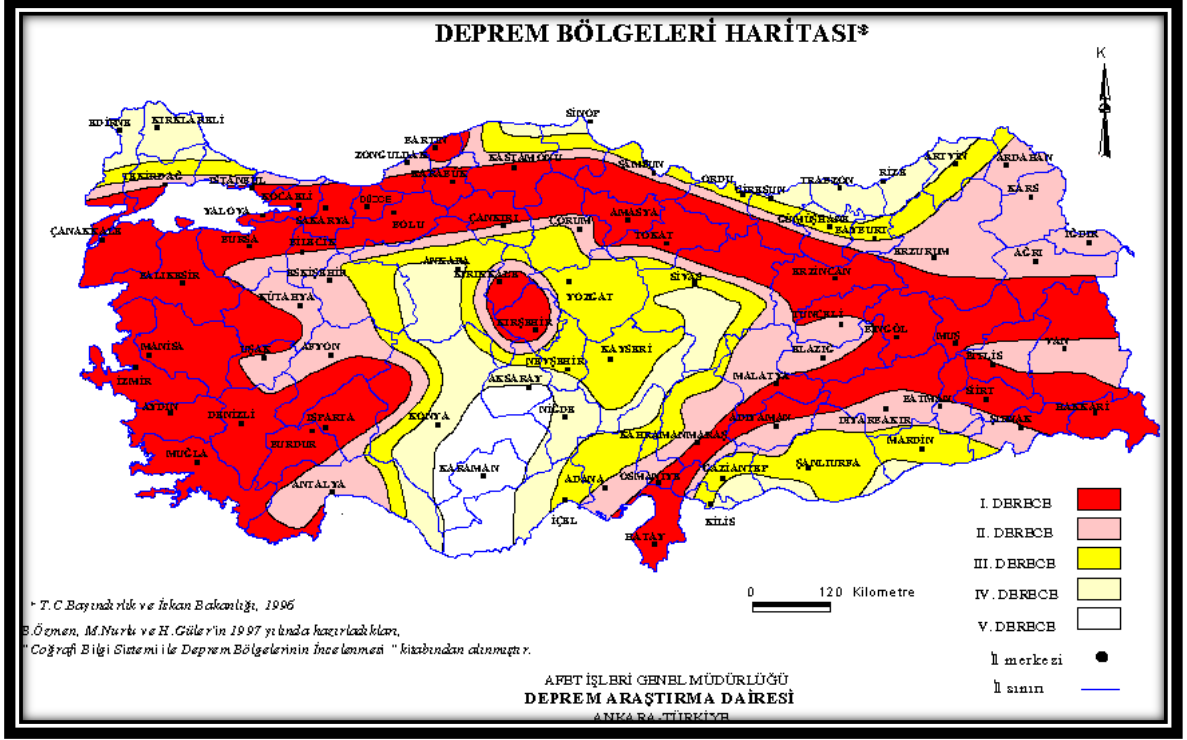 DEPREM BÖLGELERİ HARİTASI*
K
SİNOP
EDİRNE
KIRKLARELİ
BARTIN
ZONGULDAK
KASTAMONU
SAMSUN
ARTVİN
ARDAHAN
TEKİRDAĞ
İSTANBUL
KARABÜK
ORDU
GİRESUN
TRABZON
RİZE
KARS
KOCAELİ
YALOVA
SAKARYA
DÜZCE
BOLU
ÇANKIRI
ÇORUM
AMASYA
TOKAT
GÜMÜŞHANE
BAYBURT
ERZURUM
IĞDIR
AĞRI
ÇANAKKALE
BURSA
BİLECİK
ESKİŞEHİR
ANKARA
KIRIKKALE
YOZGAT
SİVAS
ERZİNCAN
BALIKESİR
KÜTAHYA
KIRŞEHİR
TUNCELİ
BİNGÖL
MUŞ
VAN
MANİSA
UŞAK
AFYON
NEVŞEHİR
KAYSERİ
ELAZIĞ
BİTLİS
İZMİR
AKSARAY
MALATYA
SİİRT
AYDIN
DENİZLİ
ISPARTA
KONYA
NİĞDE
ADIYAMAN
DİYARBAKIR
BATMAN
ŞIRNAK
HAKKARİ
BURDUR
KAHRAMANMARAŞ
MARDİN
MUĞLA
KARAMAN
ADANA
OSMANİYE
GAZİANTEP
ŞANLIURFA
ANTALYA
İÇEL
KİLİS
HATAY
I. DERECE
II. DERECE
III. DERECE
IV. DERECE
V. DERECE
İl merkezi
İl sınırı
0 120 Kilometre
* T.C.Bayındırlık ve İskan Bakanlığı, 1996
B.Özmen, M.Nurlu ve H.Güler'in 1997 yılında hazırladıkları,
"Coğrafi Bilgi Sistemi ile Deprem Bölgelerinin İncelenmesi " kitabından alınmıştır.
AFET İŞLERİ GENEL MÜDÜRLÜĞÜ
DEPREM ARAŞTIRMA DAİRESİ
ANKARA-TÜRKİYE